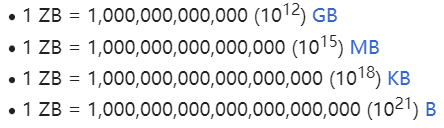 • 1 ZB = 1,000,000,000,000 (10¹²) GB
• 1 ZB = 1,000,000,000,000,000 (10¹⁵) MB
• 1 ZB = 1,000,000,000,000,000,000 (10¹⁸) KB
• 1 ZB = 1,000,000,000,000,000,000,000 (10²¹) B